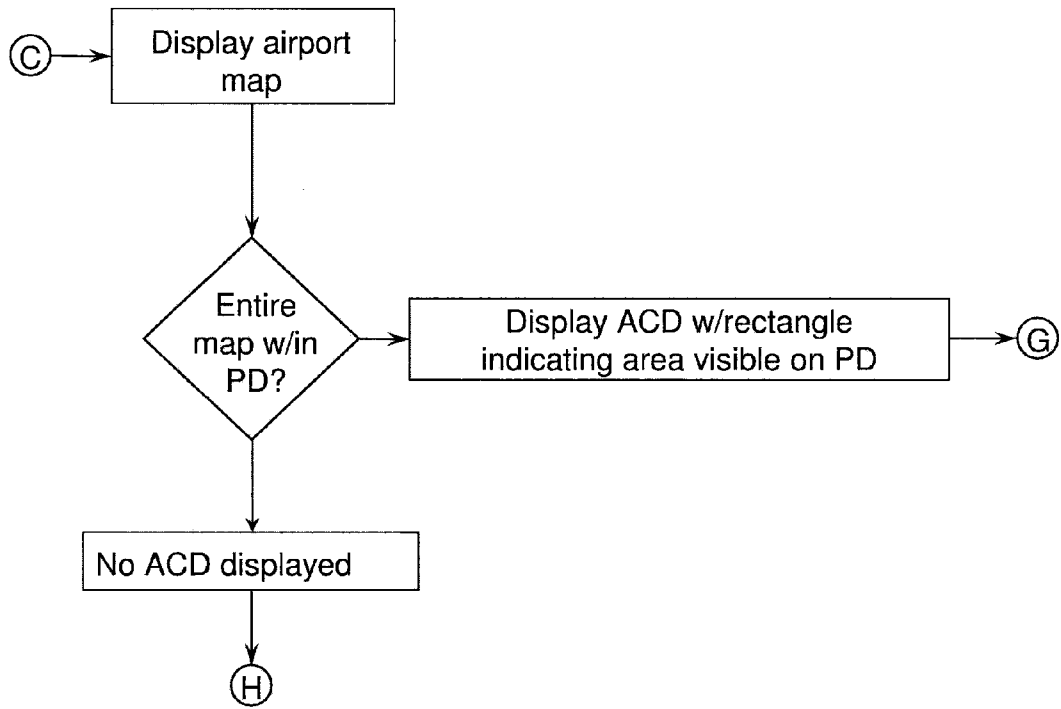 C
Display airport
map
Entire
map w/in
PD?
Display ACD w/rectangle
indicating area visible on PD
G
No ACD displayed
H